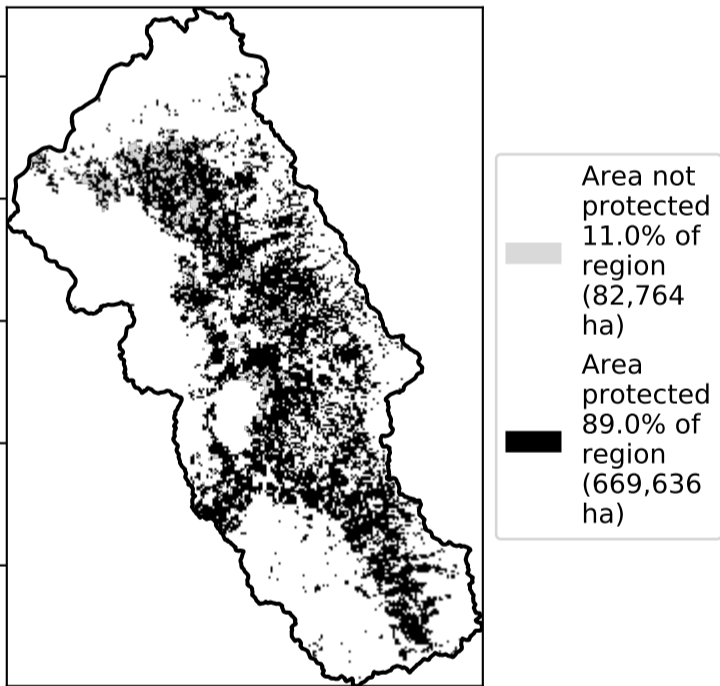 Area not
protected
11.0% of
region
(82,764
ha)
Area
protected
89.0% of
region
(669,636
ha)